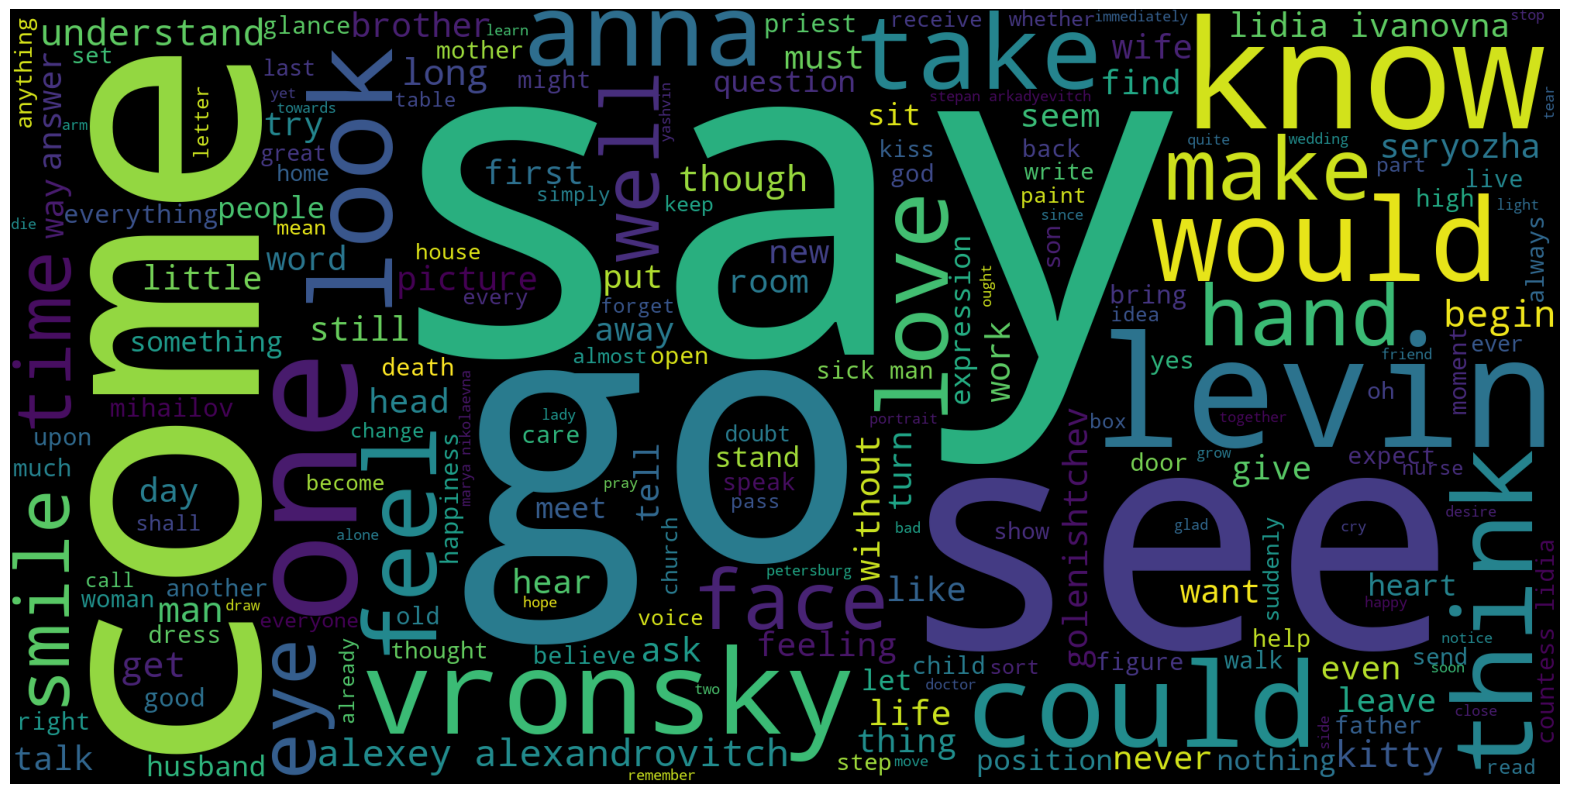 say
go
see
come
know
would
levin
vronsky
could
take
anna
one
look
think
love
hand
make
face
feel
well
time
smile
eye
understand
glance
brother
learn
mother
long
might
question
priest
must
receive
whether
immediately
stop
wife
find
lidia ivanovna
anything
set
answer
arm
way
letter
last
yet
towards
table
try
great
home
everything
people
mean
die
word
little
something
still
house
picture
every
first
simply
though
keep
yashvin
stepan arkadyevitch
sit
seem
kiss
god
back
write
paint
since
son
new
room
put
forget
away
almost
open
death
sick man
expression
ought
work
tear
quite
wedding
seryozha
part
live
high
light
always
bring
idea
begin
yes
friend
ever
oh
moment
box
together
portrait
mihailov
upon
much
head
change
marya nikolaevna
become
happiness
day
shall
alone
lady
care
meet
pray
tell
doubt
stand
speak
pass
without
turn
bad
church
petersburg
door
give
grow
expect
nurse
desire
golenishtchev
show
glad
cry
want
suddenly
heart
happy
countess lidia
call
woman
another
man
draw
dress
everyone
get
good
right
talk
husband
old
hear
hope
voice
thought
already
believe
ask
feeling
two
like
child
sort
doctor
let
life
thing
step
move
alexey alexandrovitch
remember
help
figure
walk
even
send
notice
soon
leave
close
father
side
kitty
position
never
nothing
read